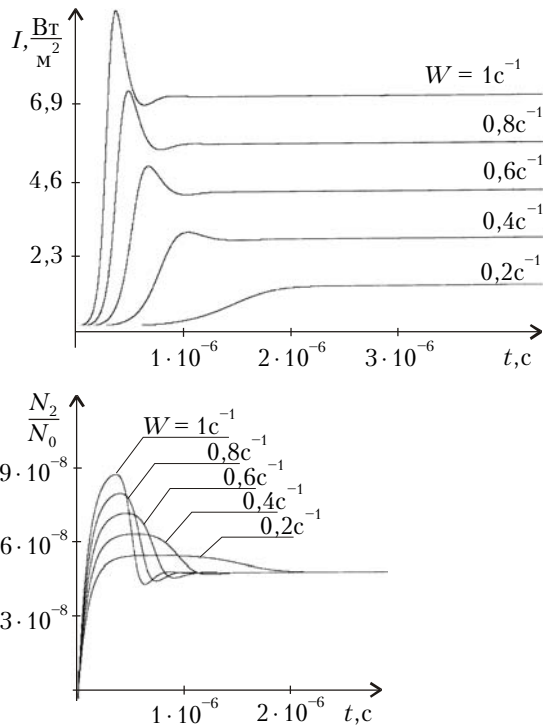 I, Вт/м²
W = 1с⁻¹
6,9
0,8с⁻¹
0,6с⁻¹
4,6
0,4с⁻¹
2,3
0,2с⁻¹
1·10⁻⁶
2·10⁻⁶
3·10⁻⁶
t,с
N₂/N₀
W = 1с⁻¹
0,8с⁻¹
9·10⁻⁸
0,6с⁻¹
0,4с⁻¹
0,2с⁻¹
6·10⁻⁸
3·10⁻⁸
1·10⁻⁶
2·10⁻⁶
t,с